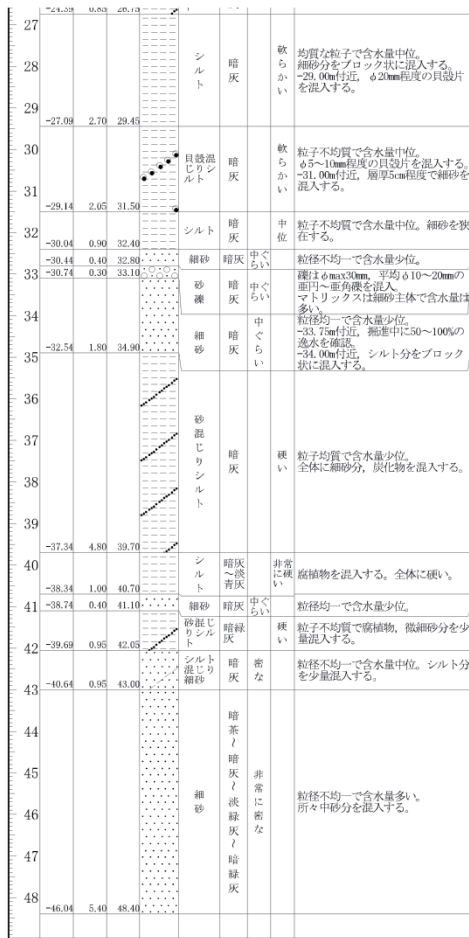 27
28
29
30
31
32
33
34
35
36
37
38
39
40
41
42
43
44
45
46
47
48
-24.39 0.85 26.75
-27.09 2.70 29.45
シルト
暗灰
軟らかい
均質な粒子で含水量中位。
細砂分をブロック状に混入する。
-29.00m付近, φ20mm程度の貝殻片
を混入する。
-29.14 2.05 31.50
貝殻混
じりシ
ルト
暗灰
軟らかい
粒子不均質で含水量中位。
φ5～10mm程度の貝殻片を混入する。
-31.00m付近, 層厚5cm程度で細砂を
混入する。
-30.04 0.90 32.40
シルト
暗灰
中位
粒子不均質で含水量中位。細砂を狭
在する。
-30.44 0.40 32.80
細砂
暗灰
中ぐらい
粒径不均一で含水量少位。
-30.74 0.30 33.10
砂礫
暗灰
中ぐらい
礫はφmax30mm, 平均φ10～20mmの
亜円～亜角礫を混入。
マトリックスは細砂主体で含水量は
多い。
-32.54 1.80 34.90
細砂
暗灰
中ぐらい
粒径均一で含水量少位。
-33.75m付近, 掘進中に50～100%の
逸水を確認。
-34.00m付近, シルト分をブロック
状に混入する。
-37.34 4.80 39.70
砂混じりシルト
暗灰
硬い
粒子均質で含水量少位。
全体に細砂分, 炭化物を混入する。
-38.34 1.00 40.70
シルト
暗灰
～淡
青灰
非常
に硬
い
腐植物を混入する。全体に硬い。
-38.74 0.40 41.10
細砂
暗灰
中ぐらい
粒径均一で含水量少位。
-39.69 0.95 42.05
砂混じ
りシル
ト
暗緑
灰
硬い
粒子不均質で腐植物, 微細砂分を少
量混入する。
-40.64 0.95 43.00
シルト
混じり
細砂
暗灰
密な
粒径不均一で含水量中位。シルト分
を少量混入する。
-46.04 5.40 48.40
細砂
暗茶～暗灰～淡緑灰～暗緑灰
非常に密な
粒径不均一で含水量多い。
所々中砂分を混入する。